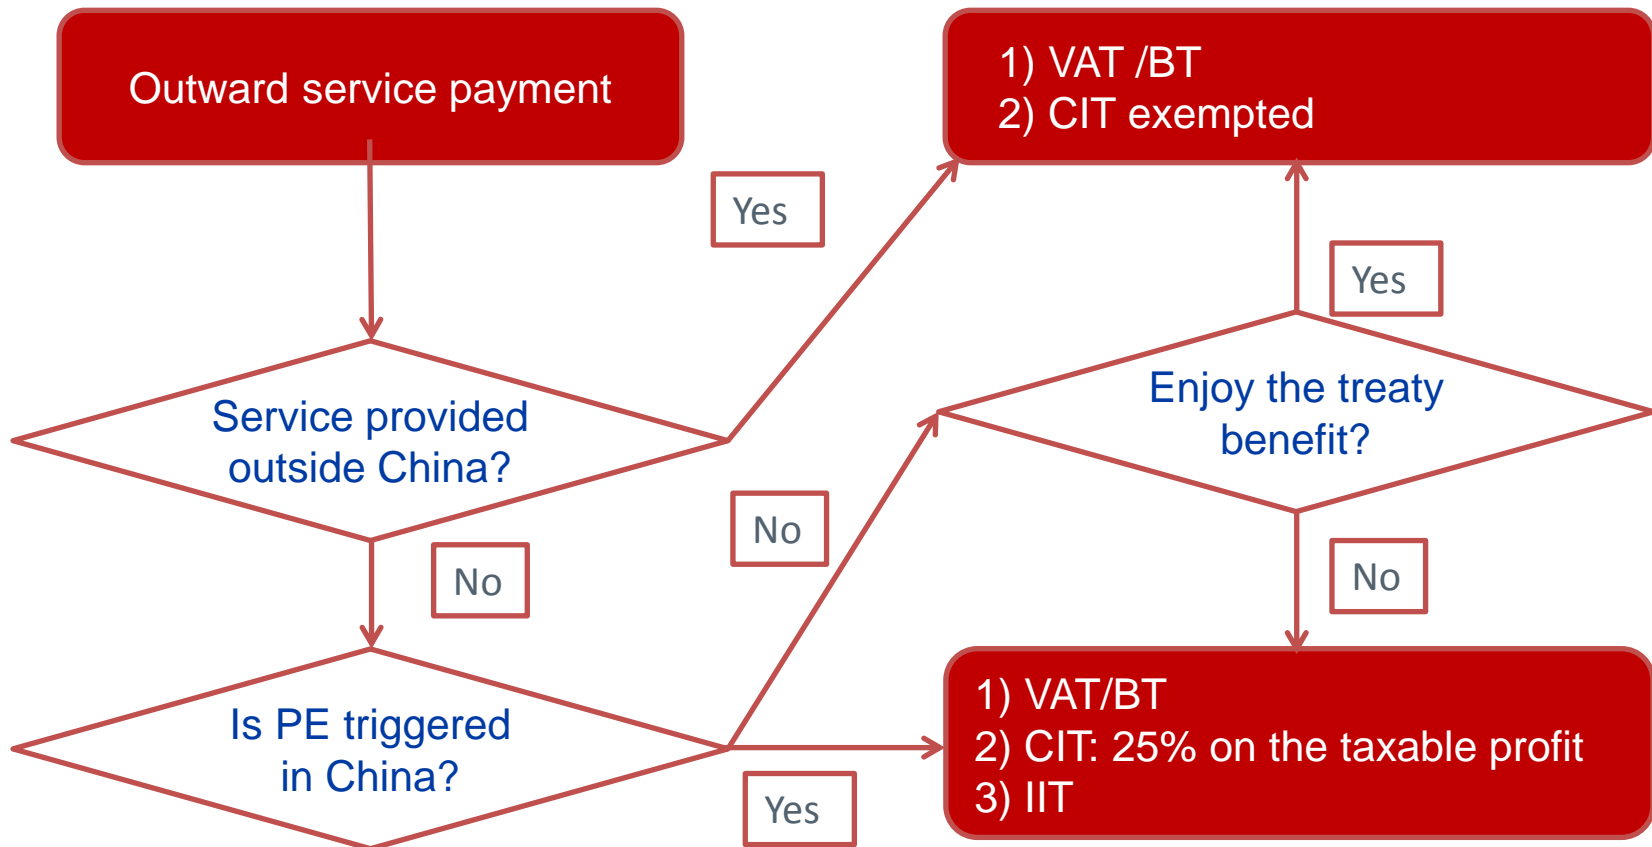 Outward service payment
1) VAT /BT
2) CIT exempted
Yes
Yes
Service provided
outside China?
Enjoy the treaty
benefit?
No
No
No
Is PE triggered
in China?
1) VAT/BT
2) CIT: 25% on the taxable profit
3) IIT
Yes